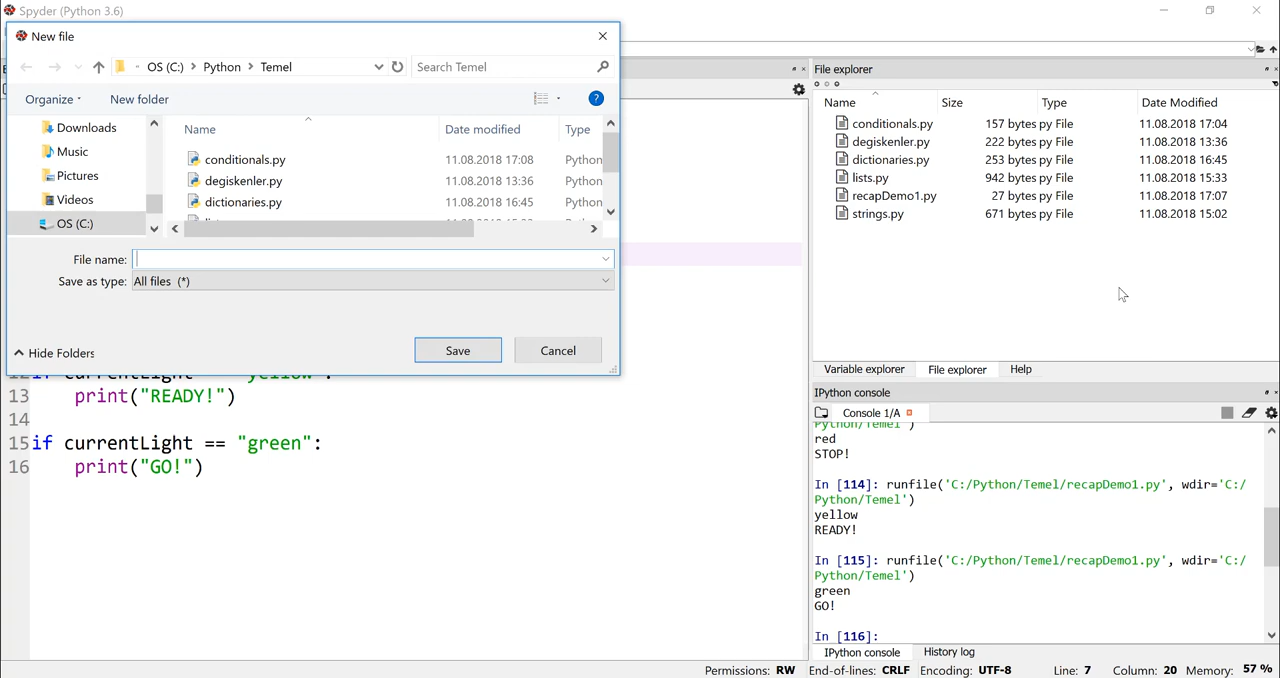 Spyder (Python 3.6)
New file
OS (C:) > Python > Temel
Search Temel
Organize
New folder
?
Downloads
Music
Pictures
Videos
OS (C:)
Name Date modified Type
conditionals.py 11.08.2018 17:08 Python
degiskenler.py 11.08.2018 13:36 Python
dictionaries.py 11.08.2018 16:45 Python
File name:
Save as type: All files (*)
Hide Folders
Save
Cancel
13 print("READY!")
14
15 if currentLight == "green":
16 print("GO!")
File explorer
Name Size Type Date Modified
conditionals.py 157 bytes py File 11.08.2018 17:04
degiskenler.py 222 bytes py File 11.08.2018 13:36
dictionaries.py 253 bytes py File 11.08.2018 16:45
lists.py 942 bytes py File 11.08.2018 15:33
recapDemo1.py 27 bytes py File 11.08.2018 17:07
strings.py 671 bytes py File 11.08.2018 15:02
Variable explorer File explorer Help
IPython console
Console 1/A
Python/Temel')
red
STOP!
In [114]: runfile('C:/Python/Temel/recapDemo1.py', wdir='C:/
Python/Temel')
yellow
READY!
In [115]: runfile('C:/Python/Temel/recapDemo1.py', wdir='C:/
Python/Temel')
green
GO!
In [116]:
IPython console History log
Permissions: RW End-of-lines: CRLF Encoding: UTF-8 Line: 7 Column: 20 Memory: 57 %